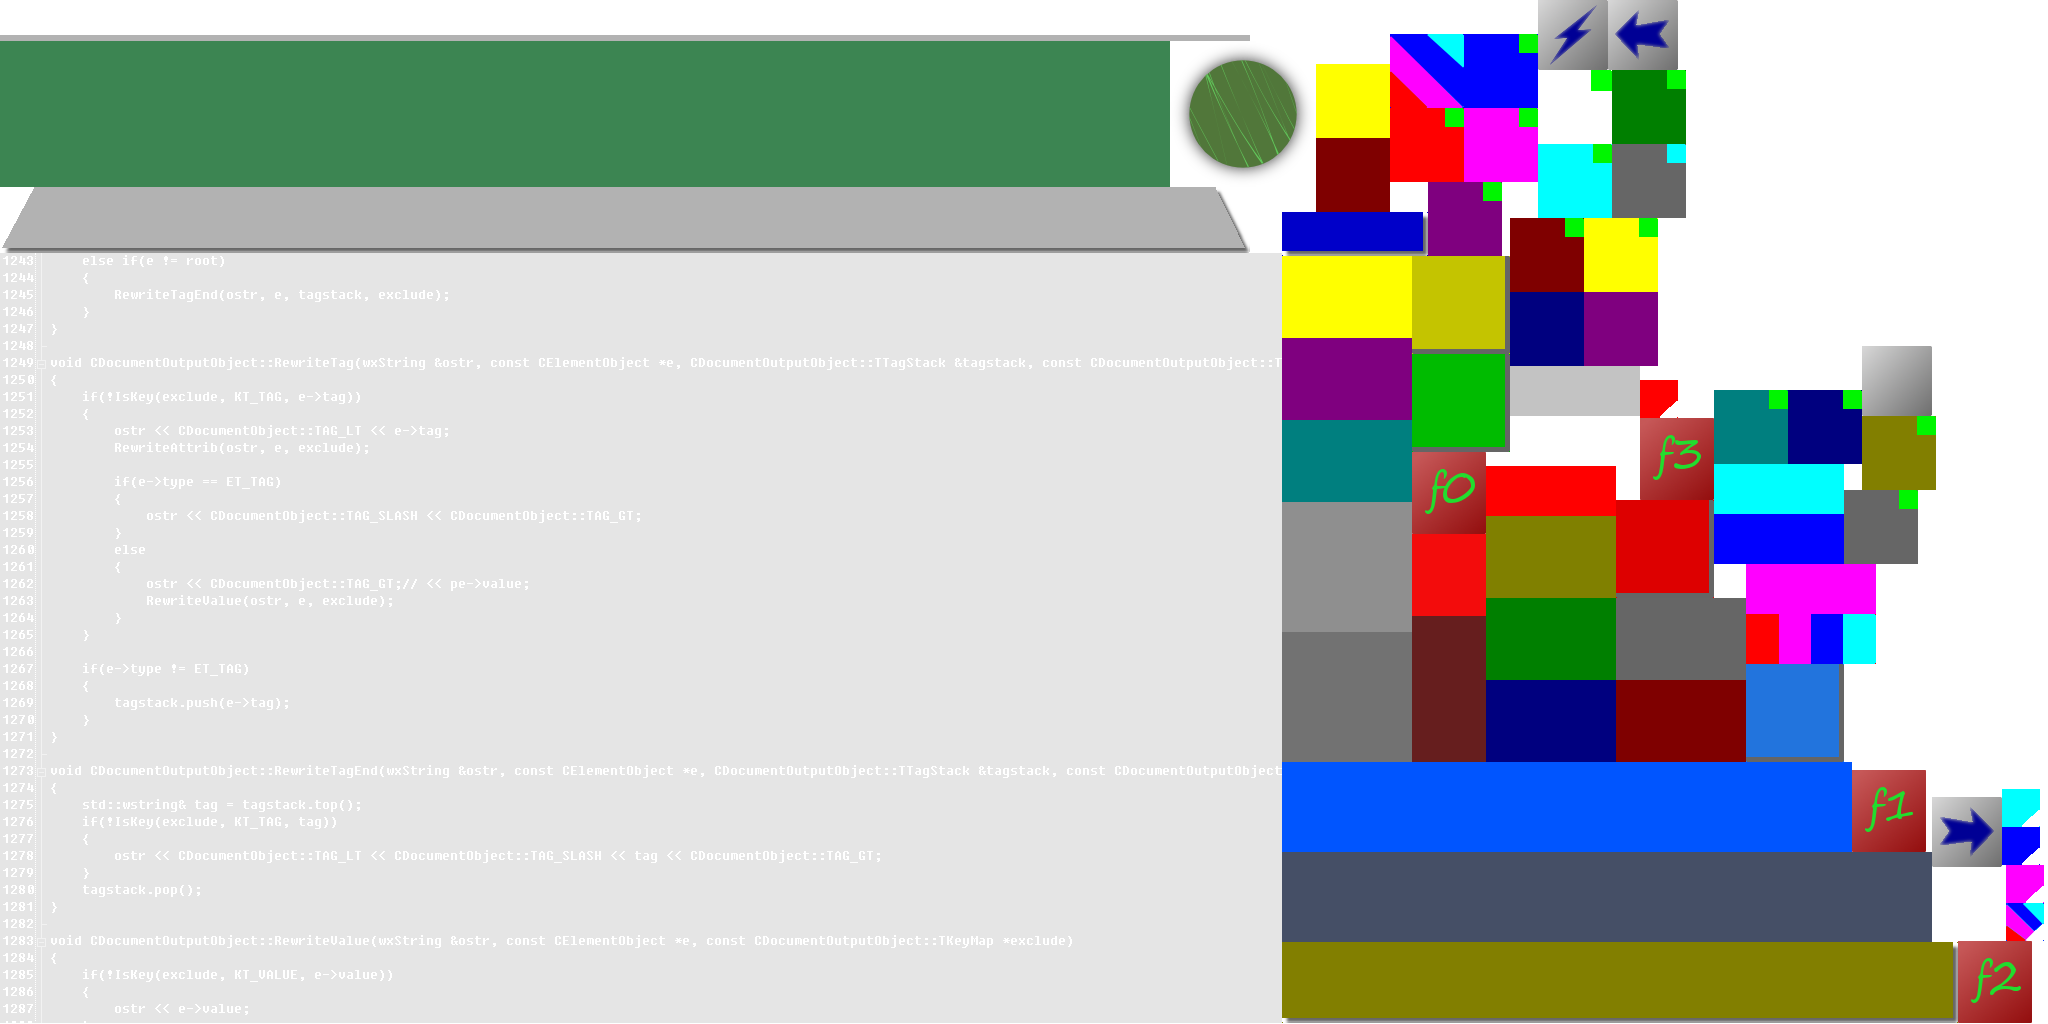 1243 else if(e != root)
1244 {
1245 RewriteTagEnd(ostr, e, tagstack, exclude);
1246 }
1247 }
1248
1249 void CDocumentOutputObject::RewriteTag(wxString &ostr, const CElementObject *e, CDocumentOutputObject::TTagStack &tagstack, const CDocumentOutputObject::T
1250 {
1251 if(!IsKey(exclude, KT_TAG, e->tag))
1252 {
1253 ostr << CDocumentObject::TAG_LT << e->tag;
1254 RewriteAttrib(ostr, e, exclude);
1255
1256 if(e->type == ET_TAG)
1257 {
1258 ostr << CDocumentObject::TAG_SLASH << CDocumentObject::TAG_GT;
1259 }
1260 else
1261 {
1262 ostr << CDocumentObject::TAG_GT;// << pe->value;
1263 RewriteValue(ostr, e, exclude);
1264 }
1265 }
1266
1267 if(e->type != ET_TAG)
1268 {
1269 tagstack.push(e->tag);
1270 }
1271 }
1272
1273 void CDocumentOutputObject::RewriteTagEnd(wxString &ostr, const CElementObject *e, CDocumentOutputObject::TTagStack &tagstack, const CDocumentOutputObject
1274 {
1275 std::wstring& tag = tagstack.top();
1276 if(!IsKey(exclude, KT_TAG, tag))
1277 {
1278 ostr << CDocumentObject::TAG_LT << CDocumentObject::TAG_SLASH << tag << CDocumentObject::TAG_GT;
1279 }
1280 tagstack.pop();
1281 }
1282
1283 void CDocumentOutputObject::RewriteValue(wxString &ostr, const CElementObject *e, const CDocumentOutputObject::TKeyMap *exclude)
1284 {
1285 if(!IsKey(exclude, KT_VALUE, e->value))
1286 {
1287 ostr << e->value;
f3
f0
f1
f2